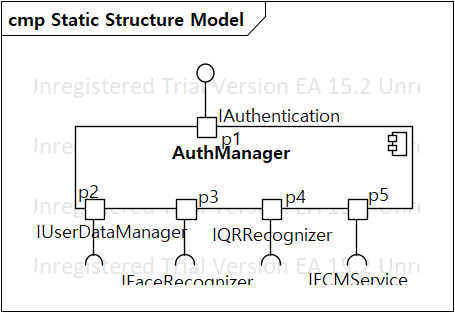 cmp Static Structure Model
Unregistered Trial Version EA 15.2 Unre
IAuthentication
p1
AuthManager
p2
p3
p4
p5
IUserDataManager
IQRRecognizer
Unregistered Trial Version EA 15.2 Unre
IFaceRecognizer
IFCMService